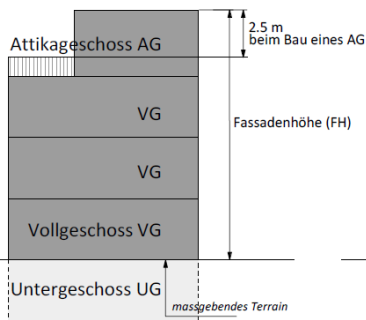 2.5 m
beim Bau eines AG
Attikageschoss AG
VG
Fassadenhöhe (FH)
VG
Vollgeschoss VG
Untergeschoss UG
massgebendes Terrain